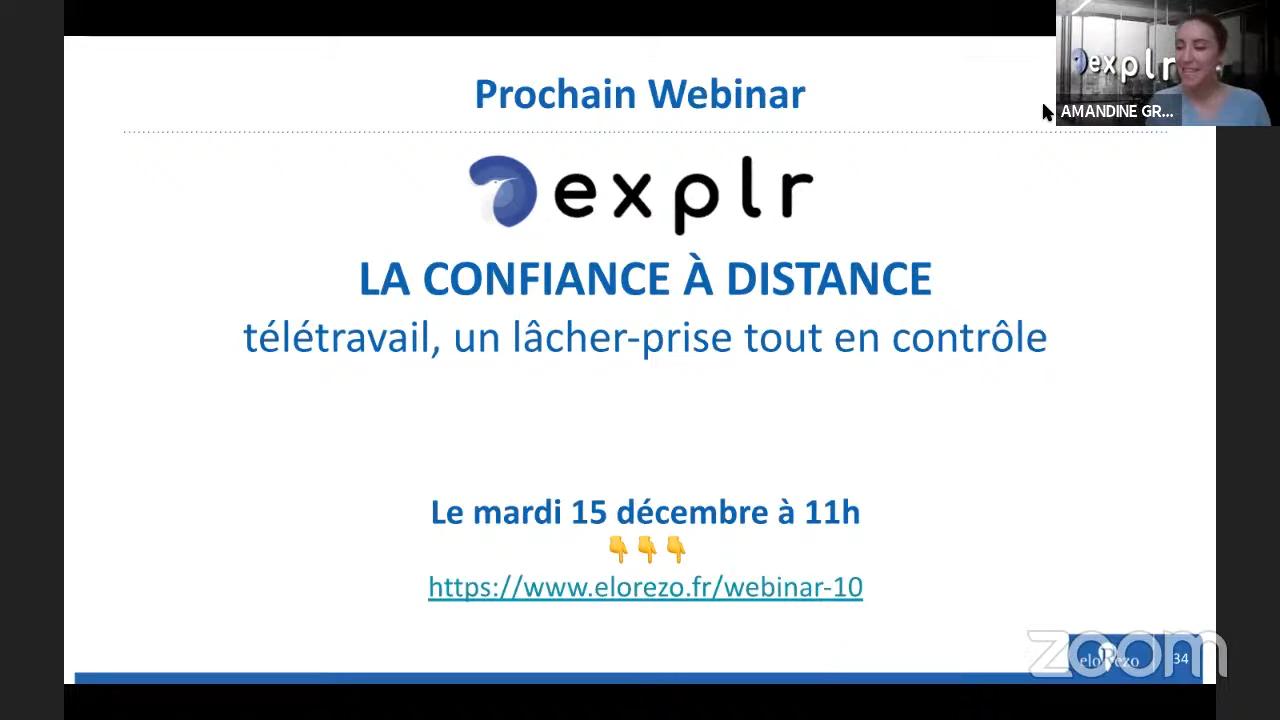 Prochain Webinar
explr
AMANDINE GR...
explr
LA CONFIANCE À DISTANCE
télétravail, un lâcher-prise tout en contrôle
Le mardi 15 décembre à 11h
👇👇👇
https://www.elorezo.fr/webinar-10
zoom
eloRezo
34